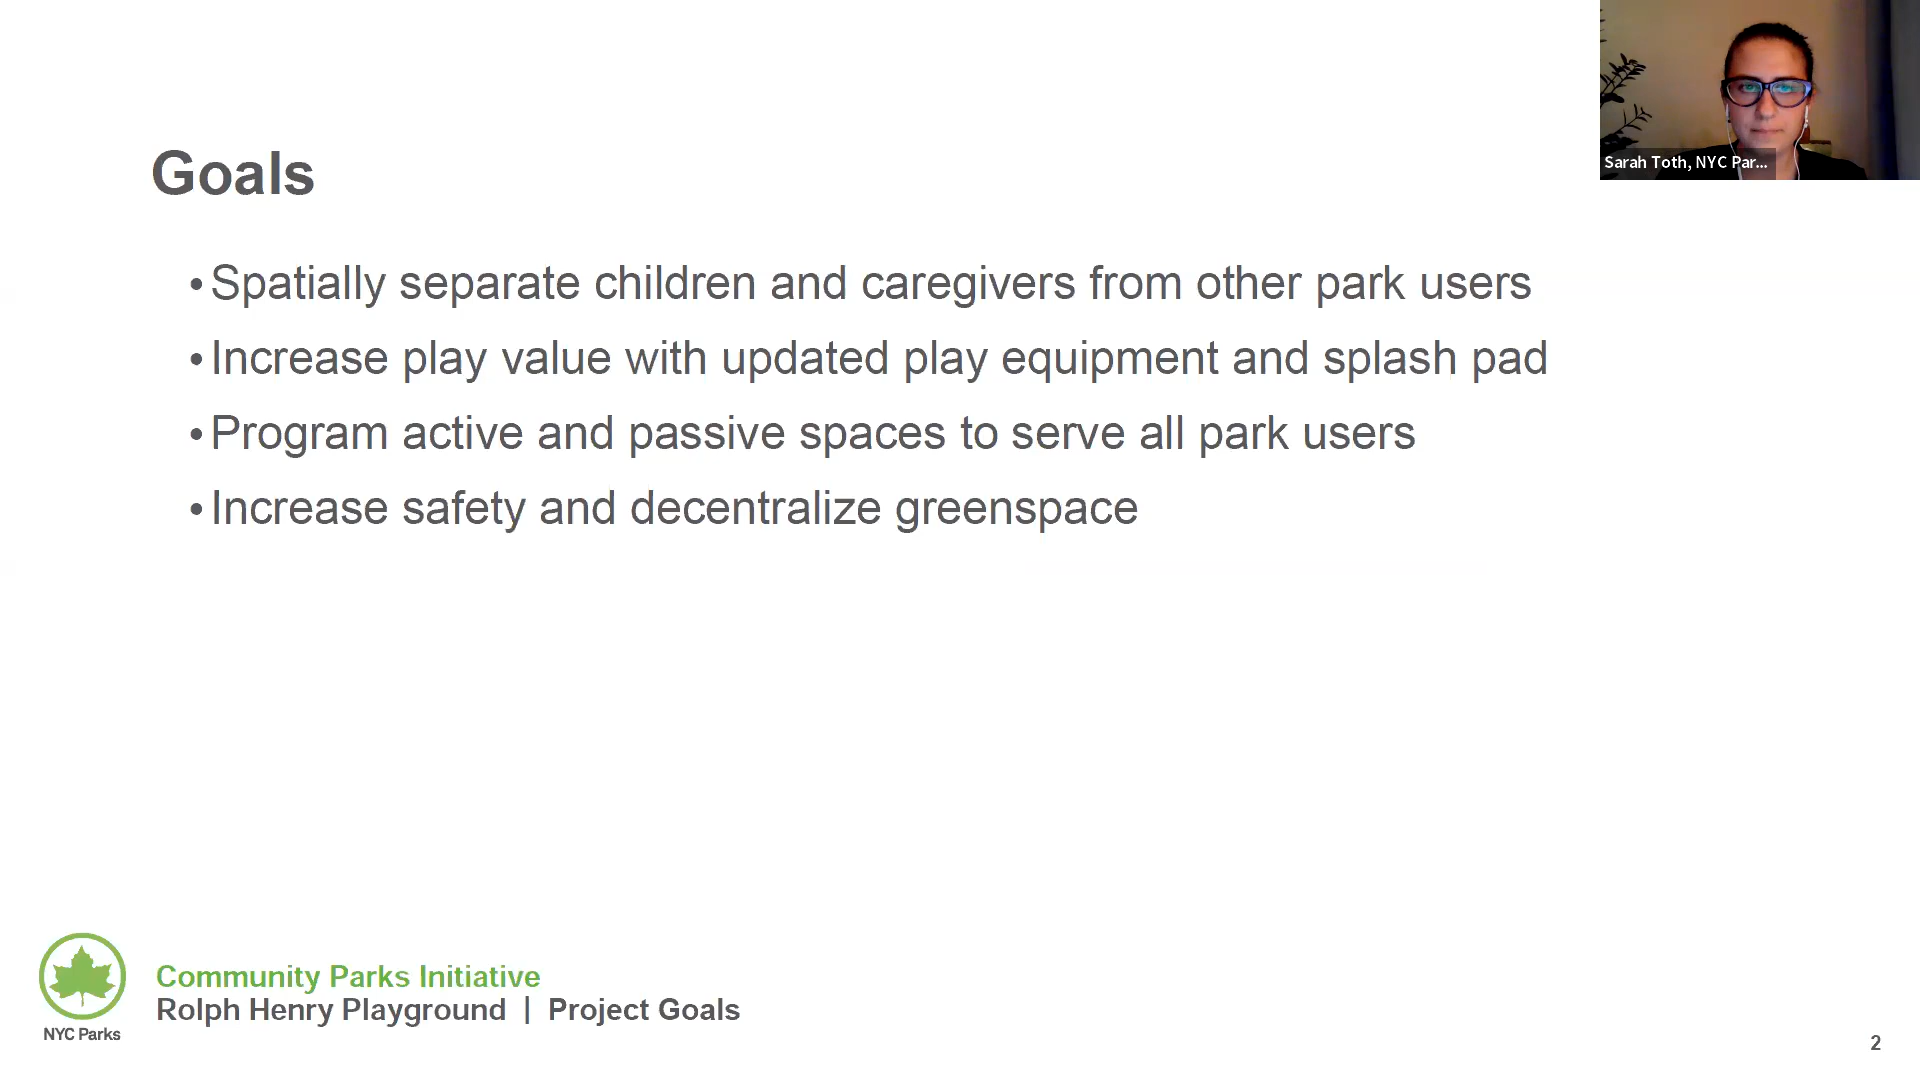 Sarah Toth, NYC Par...
Goals
•Spatially separate children and caregivers from other park users
•Increase play value with updated play equipment and splash pad
•Program active and passive spaces to serve all park users
•Increase safety and decentralize greenspace
Community Parks Initiative
Rolph Henry Playground | Project Goals
NYC Parks
2